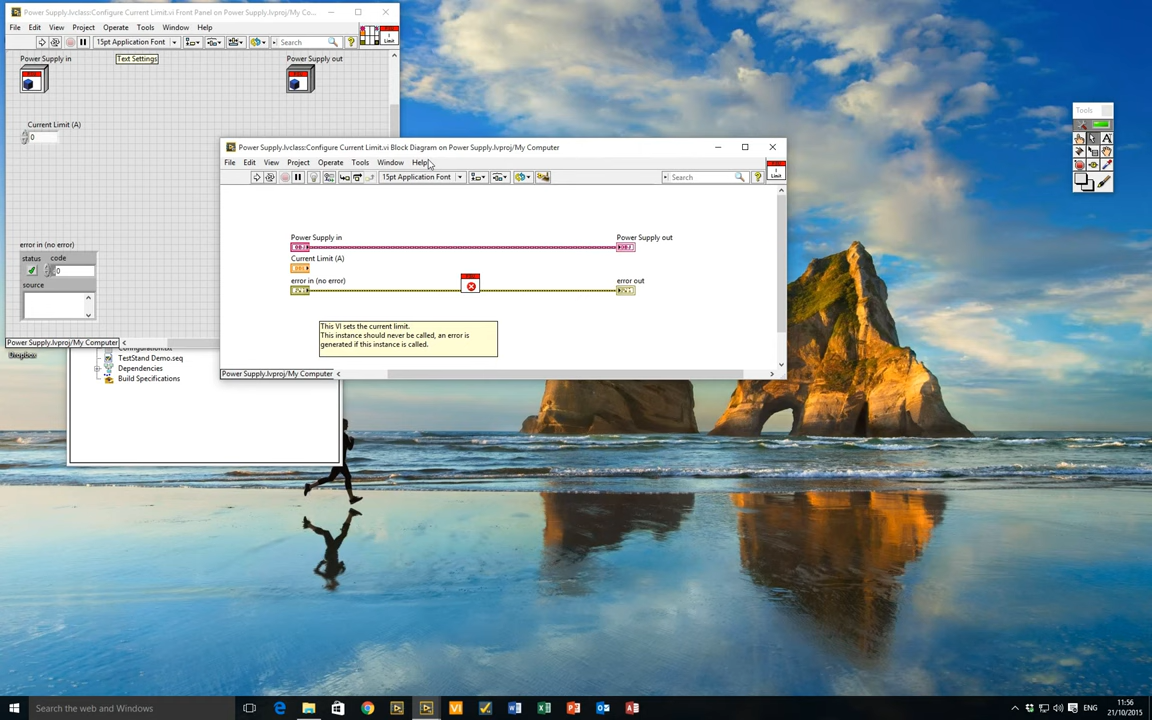 Power Supply.lvclass:Configure Current Limit.vi Front Panel on Power Supply.lvproj/My Co...
File Edit View Project Operate Tools Window Help
15pt Application Font
Search
Limit
Power Supply in
Text Settings
Power Supply out
Current Limit (A)
0
error in (no error)
status code
0
source
Power Supply.lvproj/My Computer
Power Supply.lvclass:Configure Current Limit.vi Block Diagram on Power Supply.lvproj/My Computer
File Edit View Project Operate Tools Window Help
15pt Application Font
Search
Limit
Power Supply in
Power Supply out
Current Limit (A)
error in (no error)
error out
This VI sets the current limit.
This instance should never be called, an error is
generated if this instance is called.
Power Supply.lvproj/My Computer
Dropbox
TestStand Demo.seq
Dependencies
Build Specifications
Tools
Search the web and Windows
ENG
11:56
21/10/2015